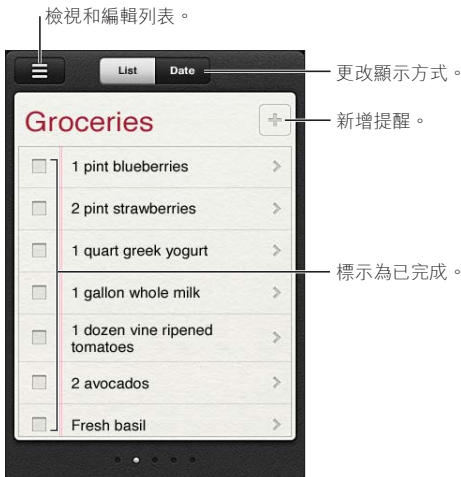 檢視和編輯列表。
List
Date
更改顯示方式。
Groceries
新增提醒。
1 pint blueberries
2 pint strawberries
1 quart greek yogurt
標示為已完成。
1 gallon whole milk
1 dozen vine ripened
tomatoes
2 avocados
Fresh basil